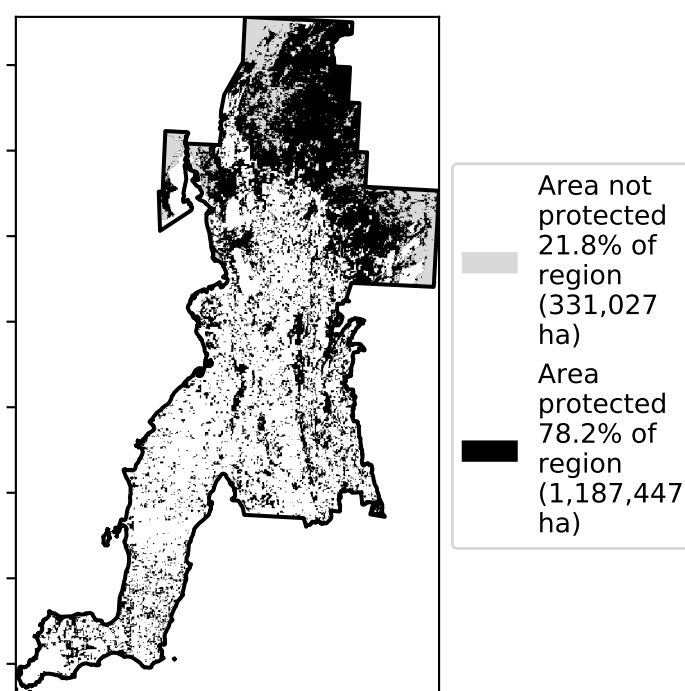 Area not
protected
21.8% of
region
(331,027
ha)
Area
protected
78.2% of
region
(1,187,447
ha)